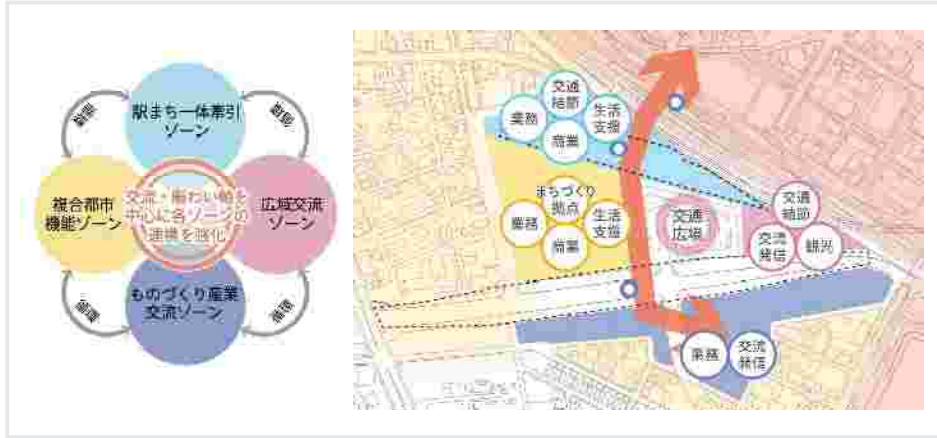 駅まち一体牽引
ゾーン
連携
連携
複合都市
機能ゾーン
交流・賑わい軸を
中心に各ゾーンの
連携を強化
広域交流
ゾーン
連携
連携
ものづくり産業
交流ゾーン
交通
結節
業務
生活
支援
商業
まちづくり
拠点
業務
生活
支援
商業
交通
広場
交通
結節
交流
発信
観光
業務
交流
発信